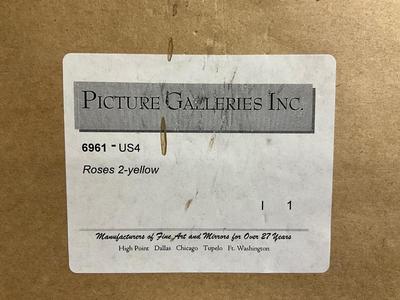 PICTURE GALLERIES INC.
6961 - US4
Roses 2-yellow
I 1
Manufacturers of Fine Art and Mirrors for Over 27 Years
High Point Dallas Chicago Tupelo Ft. Washington